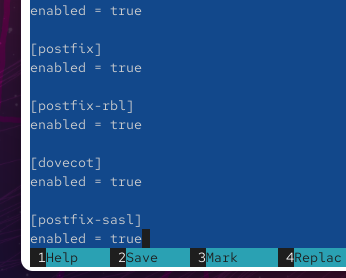 enabled = true
[postfix]
enabled = true
[postfix-rbl]
enabled = true
[dovecot]
enabled = true
[postfix-sasl]
enabled = true
1Help 2Save 3Mark 4Replac